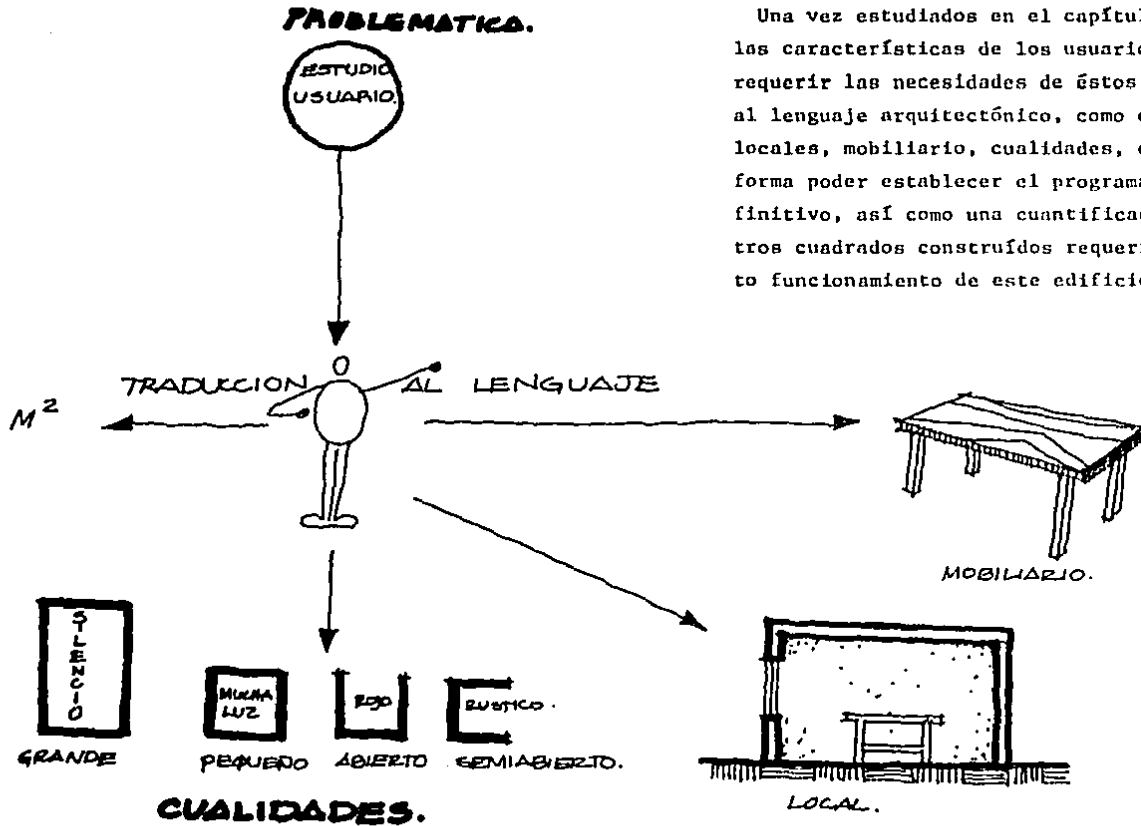 PROBLEMATICA.
ESTUDIO
USUARIO.
Una vez estudiados en el capítul
las características de los usuario
requerir las necesidades de éstos
al lenguaje arquitectónico, como
locales, mobiliario, cualidades,
forma poder establecer el programa
finitivo, así como una cuantifica
tros cuadrados construídos requeri
to funcionamiento de este edificio
TRADUCCION AL LENGUAJE
M²
MOBILIARIO.
SILENCIO
GRANDE
MUCHA
LUZ
PEQUEÑO
ROJO
ABIERTO
RUSTICO.
SEMIABIERTO.
LOCAL.
CUALIDADES.